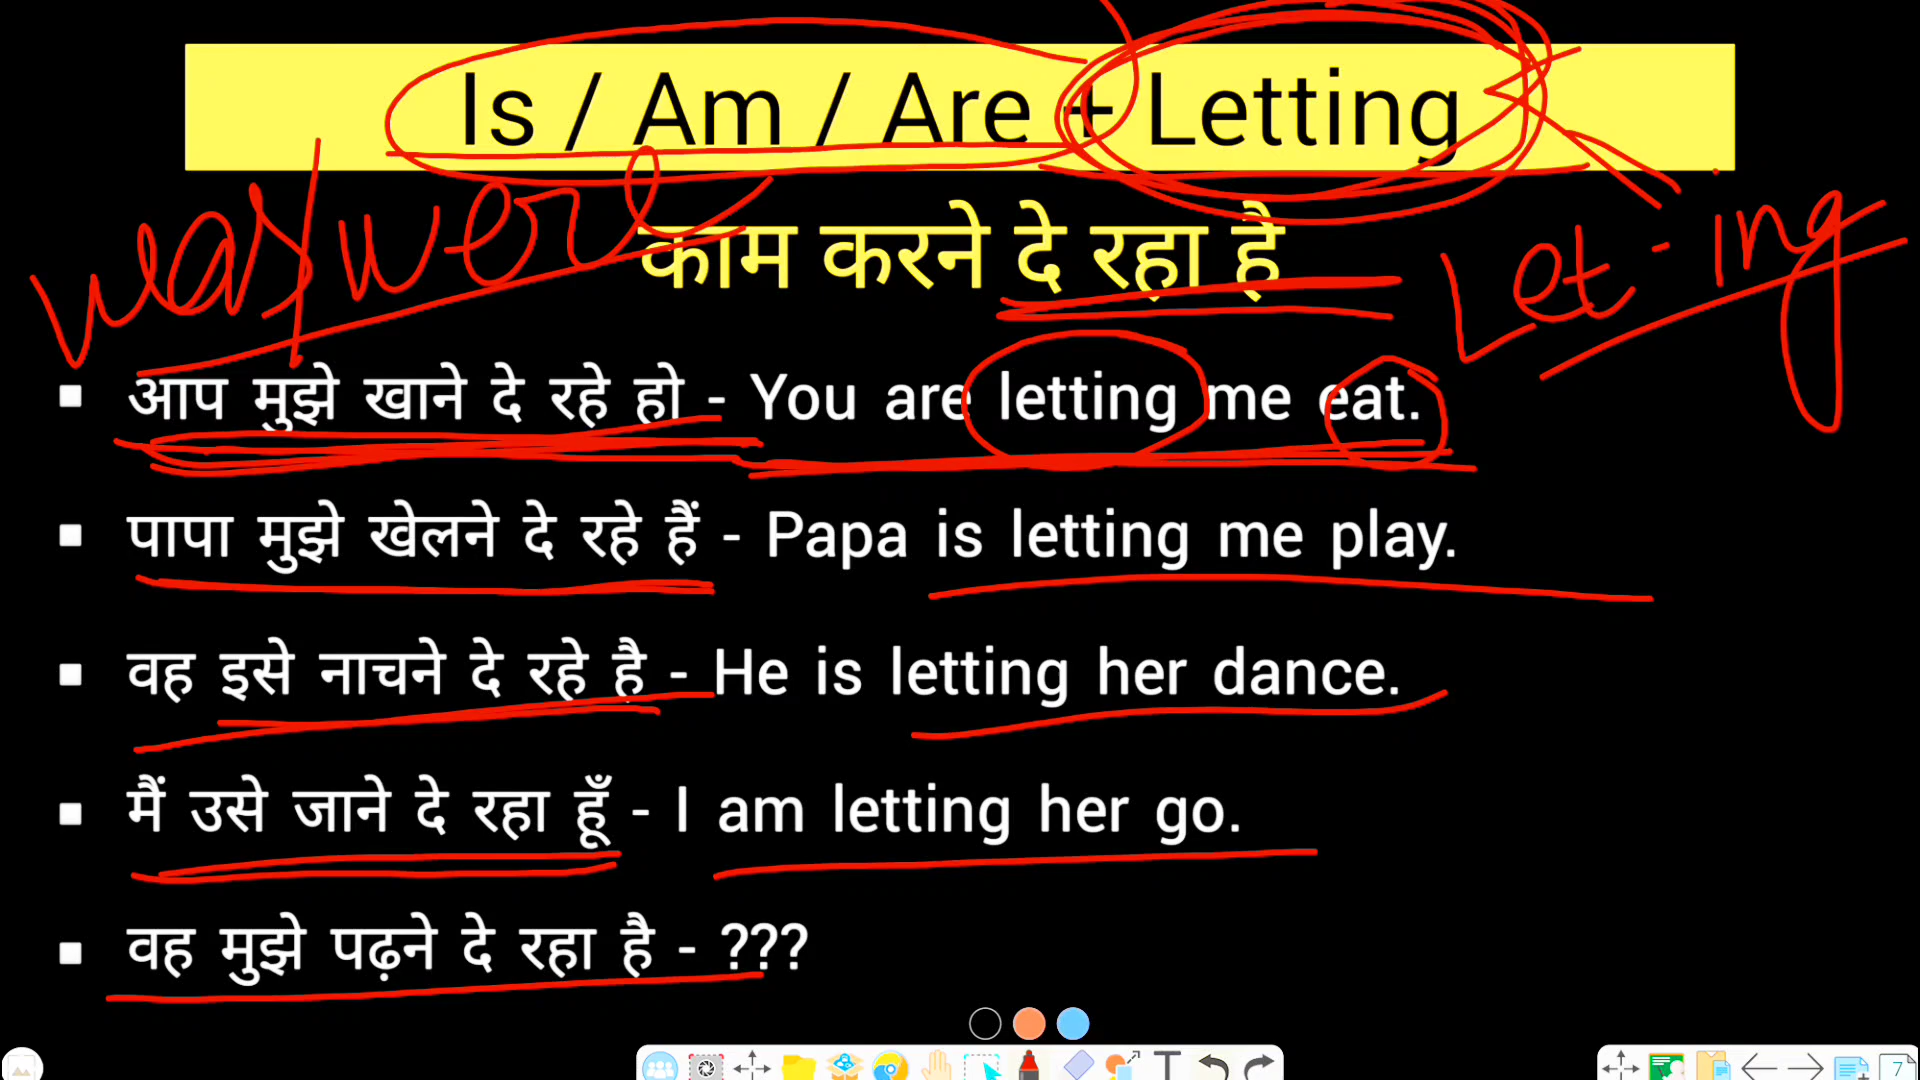 Is / Am / Are + Letting
was/were
काम करने दे रहा है
Let-ing
आप मुझे खाने दे रहे हो - You are letting me eat.
पापा मुझे खेलने दे रहे हैं - Papa is letting me play.
वह इसे नाचने दे रहे है - He is letting her dance.
मैं उसे जाने दे रहा हूँ - I am letting her go.
वह मुझे पढ़ने दे रहा है - ???
7